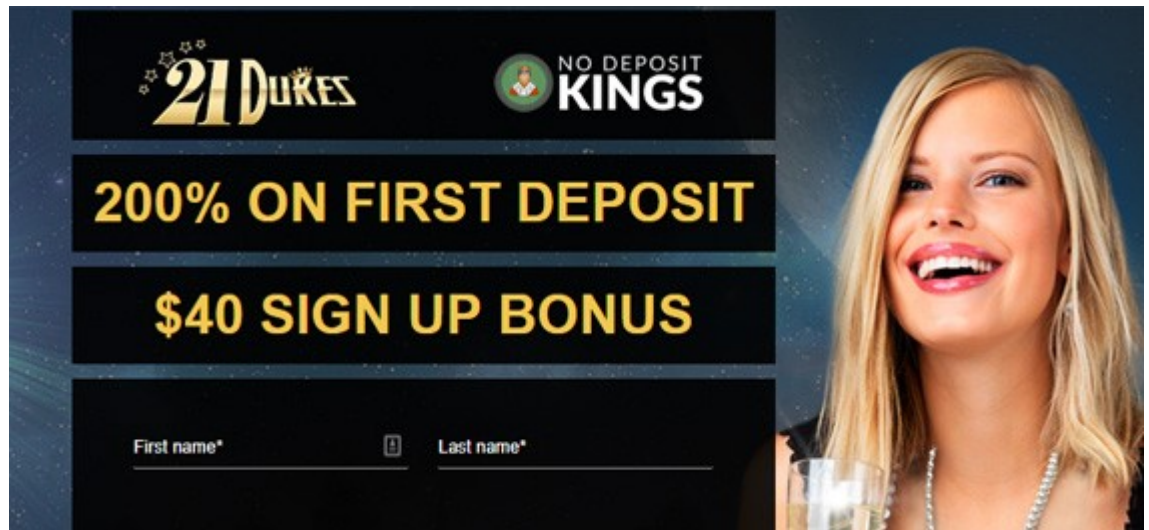 21 DUKES
NO DEPOSIT
KINGS
200% ON FIRST DEPOSIT
$40 SIGN UP BONUS
First name* Last name*